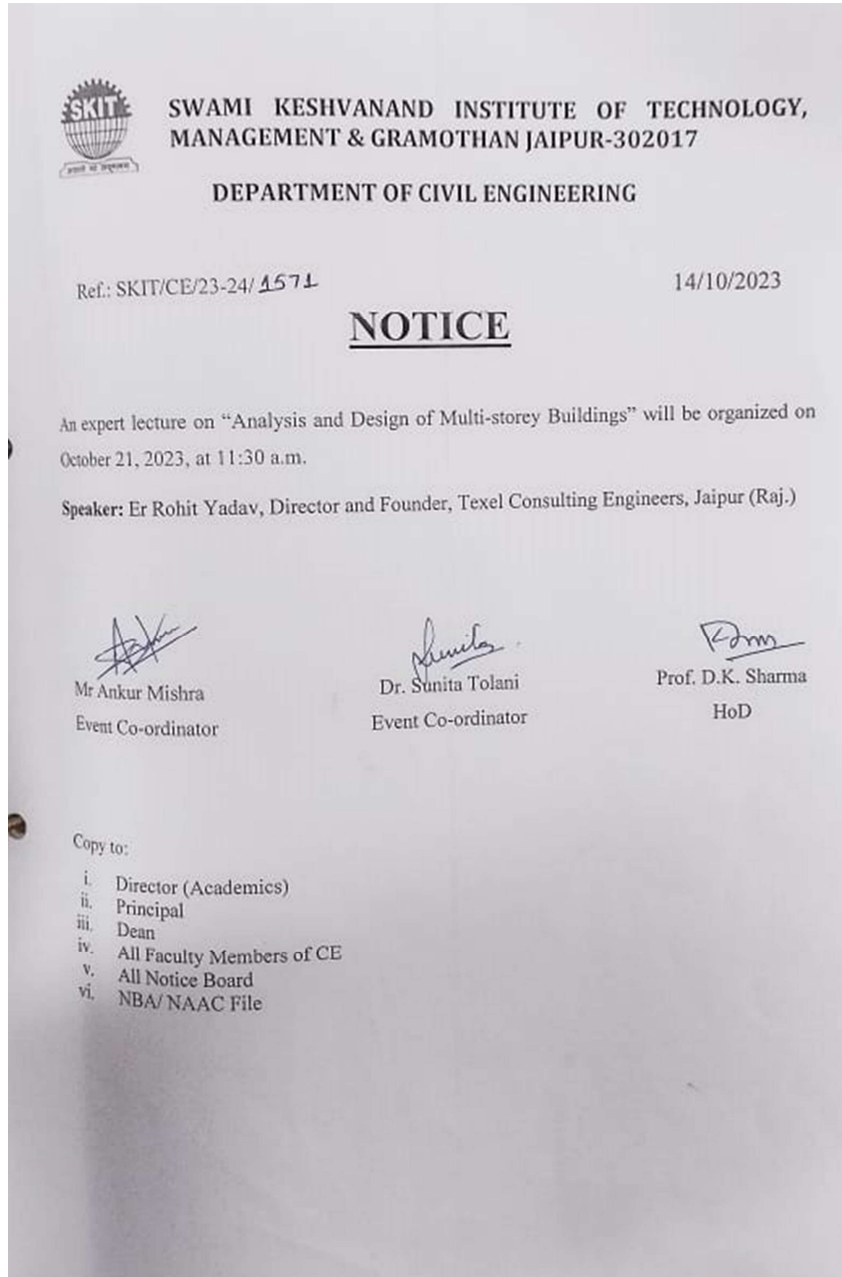 SKIT
SWAMI KESHVANAND INSTITUTE OF TECHNOLOGY,
MANAGEMENT & GRAMOTHAN JAIPUR-302017
DEPARTMENT OF CIVIL ENGINEERING
Ref.: SKIT/CE/23-24/1571
14/10/2023
NOTICE
An expert lecture on “Analysis and Design of Multi-storey Buildings” will be organized on
October 21, 2023, at 11:30 a.m.
Speaker: Er Rohit Yadav, Director and Founder, Texel Consulting Engineers, Jaipur (Raj.)
Sunita
Mr Ankur Mishra
Event Co-ordinator
Dr. Sunita Tolani
Event Co-ordinator
Prof. D.K. Sharma
HoD
Copy to:
i. Director (Academics)
ii. Principal
iii. Dean
iv. All Faculty Members of CE
v. All Notice Board
vi. NBA/ NAAC File